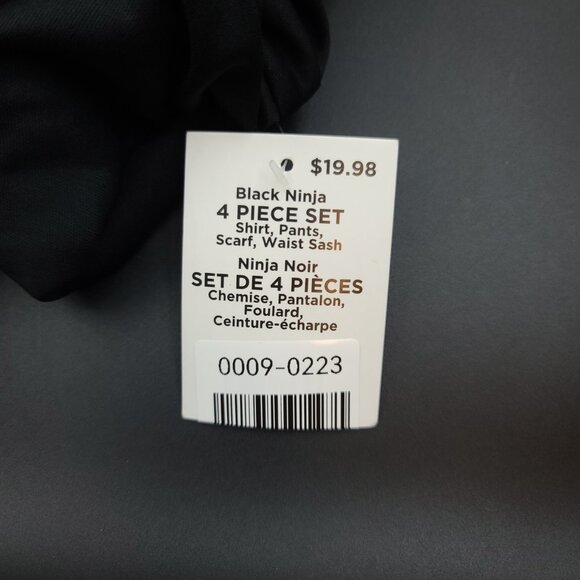 $19.98
Black Ninja
4 PIECE SET
Shirt, Pants,
Scarf, Waist Sash
Ninja Noir
SET DE 4 PIÈCES
Chemise, Pantalon,
Foulard,
Ceinture-écharpe
0009-0223